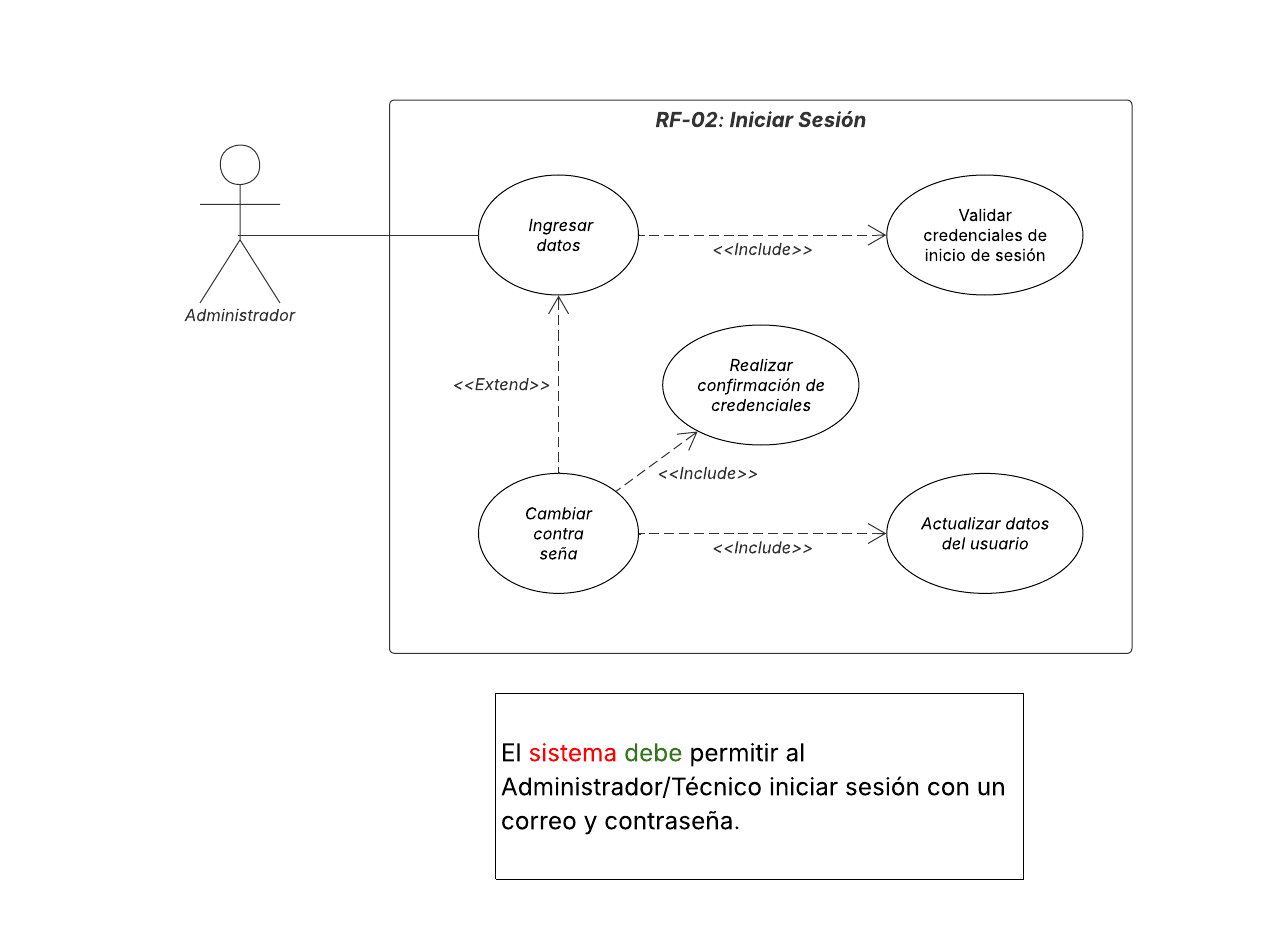 RF-02: Iniciar Sesión
Ingresar
datos
<<Include>>
Validar
credenciales de
inicio de sesión
Administrador
<<Extend>>
Realizar
confirmación de
credenciales
<<Include>>
Cambiar
contra
seña
<<Include>>
Actualizar datos
del usuario
El sistema debe permitir al
Administrador/Técnico iniciar sesión con un
correo y contraseña.